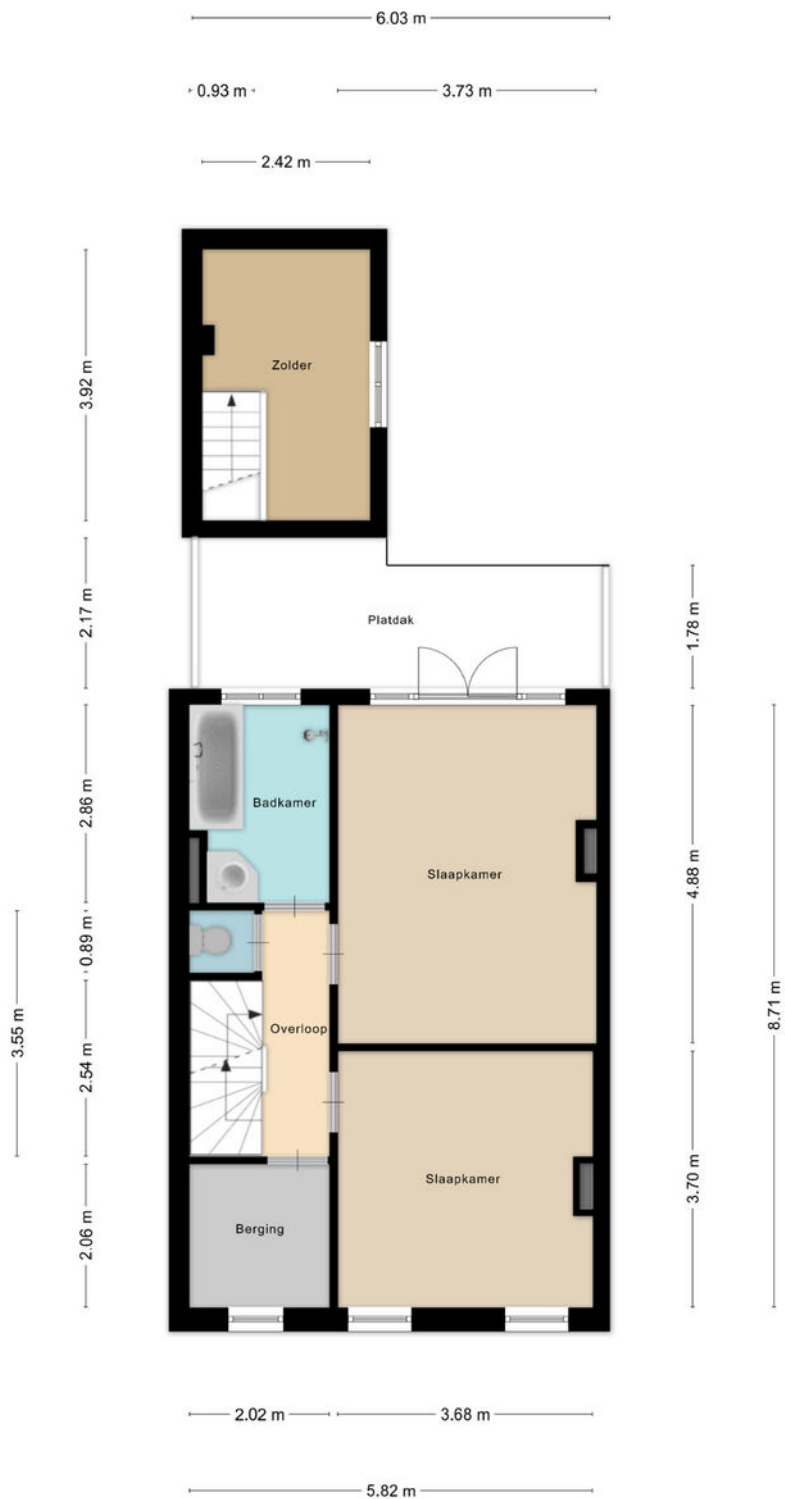 6.03 m
0.93 m
3.73 m
2.42 m
3.92 m
Zolder
2.17 m
1.78 m
Platdak
2.86 m
Badkamer
Slaapkamer
4.88 m
0.89 m
3.55 m
Overloop
8.71 m
2.54 m
Slaapkamer
3.70 m
2.06 m
Berging
2.02 m
3.68 m
5.82 m